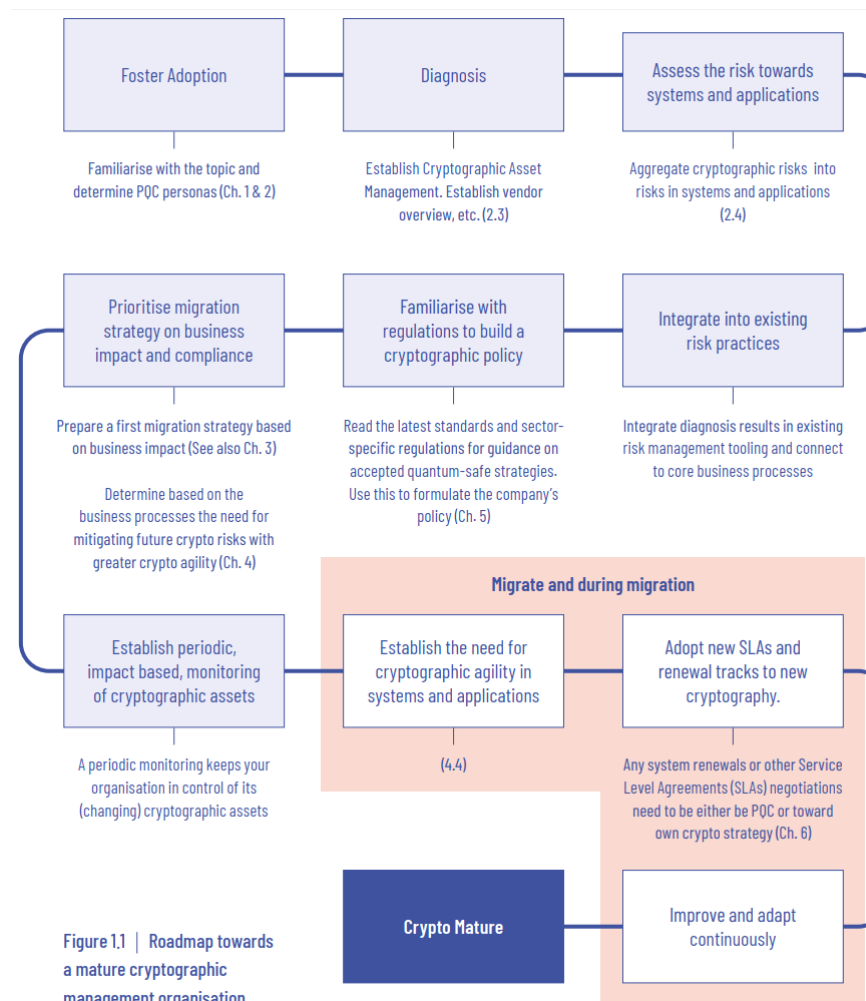 Foster Adoption
Diagnosis
Assess the risk towards
systems and applications
Familiarise with the topic and
determine PQC personas (Ch. 1 & 2)
Establish Cryptographic Asset
Management. Establish vendor
overview, etc. (2.3)
Aggregate cryptographic risks into
risks in systems and applications
(2.4)
Prioritise migration
strategy on business
impact and compliance
Familiarise with
regulations to build a
cryptographic policy
Integrate into existing
risk practices
Prepare a first migration strategy based
on business impact (See also Ch. 3)
Determine based on the
business processes the need for
mitigating future crypto risks with
greater crypto agility (Ch. 4)
Read the latest standards and sector-
specific regulations for guidance on
accepted quantum-safe strategies.
Use this to formulate the company's
policy (Ch. 5)
Integrate diagnosis results in existing
risk management tooling and connect
to core business processes
Migrate and during migration
Establish periodic,
impact based, monitoring
of cryptographic assets
Establish the need for
cryptographic agility in
systems and applications
Adopt new SLAs and
renewal tracks to new
cryptography.
A periodic monitoring keeps your
organisation in control of its
(changing) cryptographic assets
(4.4)
Any system renewals or other Service
Level Agreements (SLAs) negotiations
need to be either be PQC or toward
own crypto strategy (Ch. 6)
Crypto Mature
Improve and adapt
continuously
Figure 1.1 | Roadmap towards
a mature cryptographic
management organisation